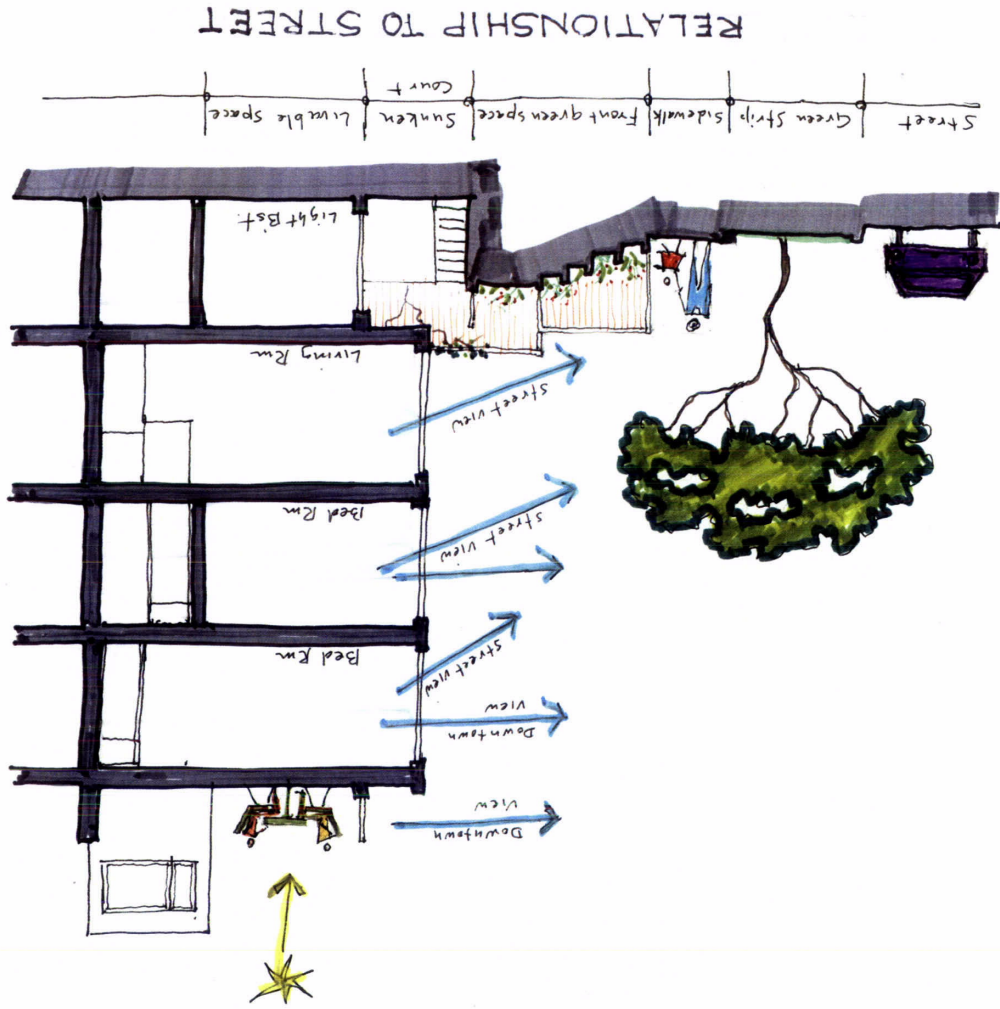 Downtown
View
Downtown
View
Street view
Bed Rm
Street view
Bed Rm
Street view
Living Rm
Light Bst.
Street
Green Strip
Sidewalk
Front green space
Sunken
Court
Livable space
RELATIONSHIP TO STREET